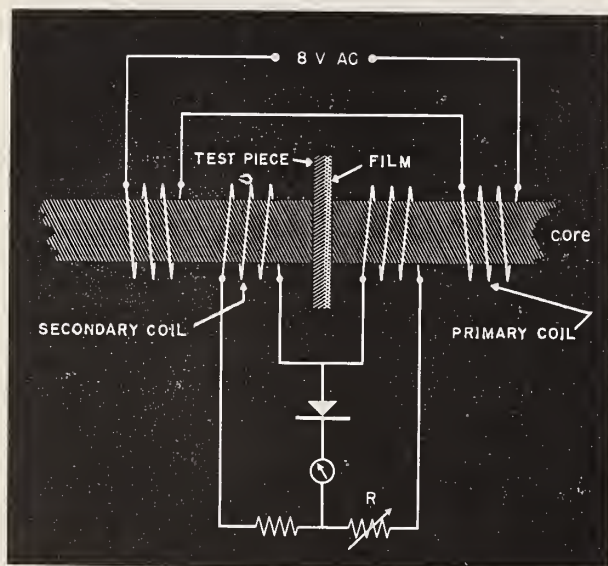 8 V AC
TEST PIECE
FILM
core
SECONDARY COIL
PRIMARY COIL
R